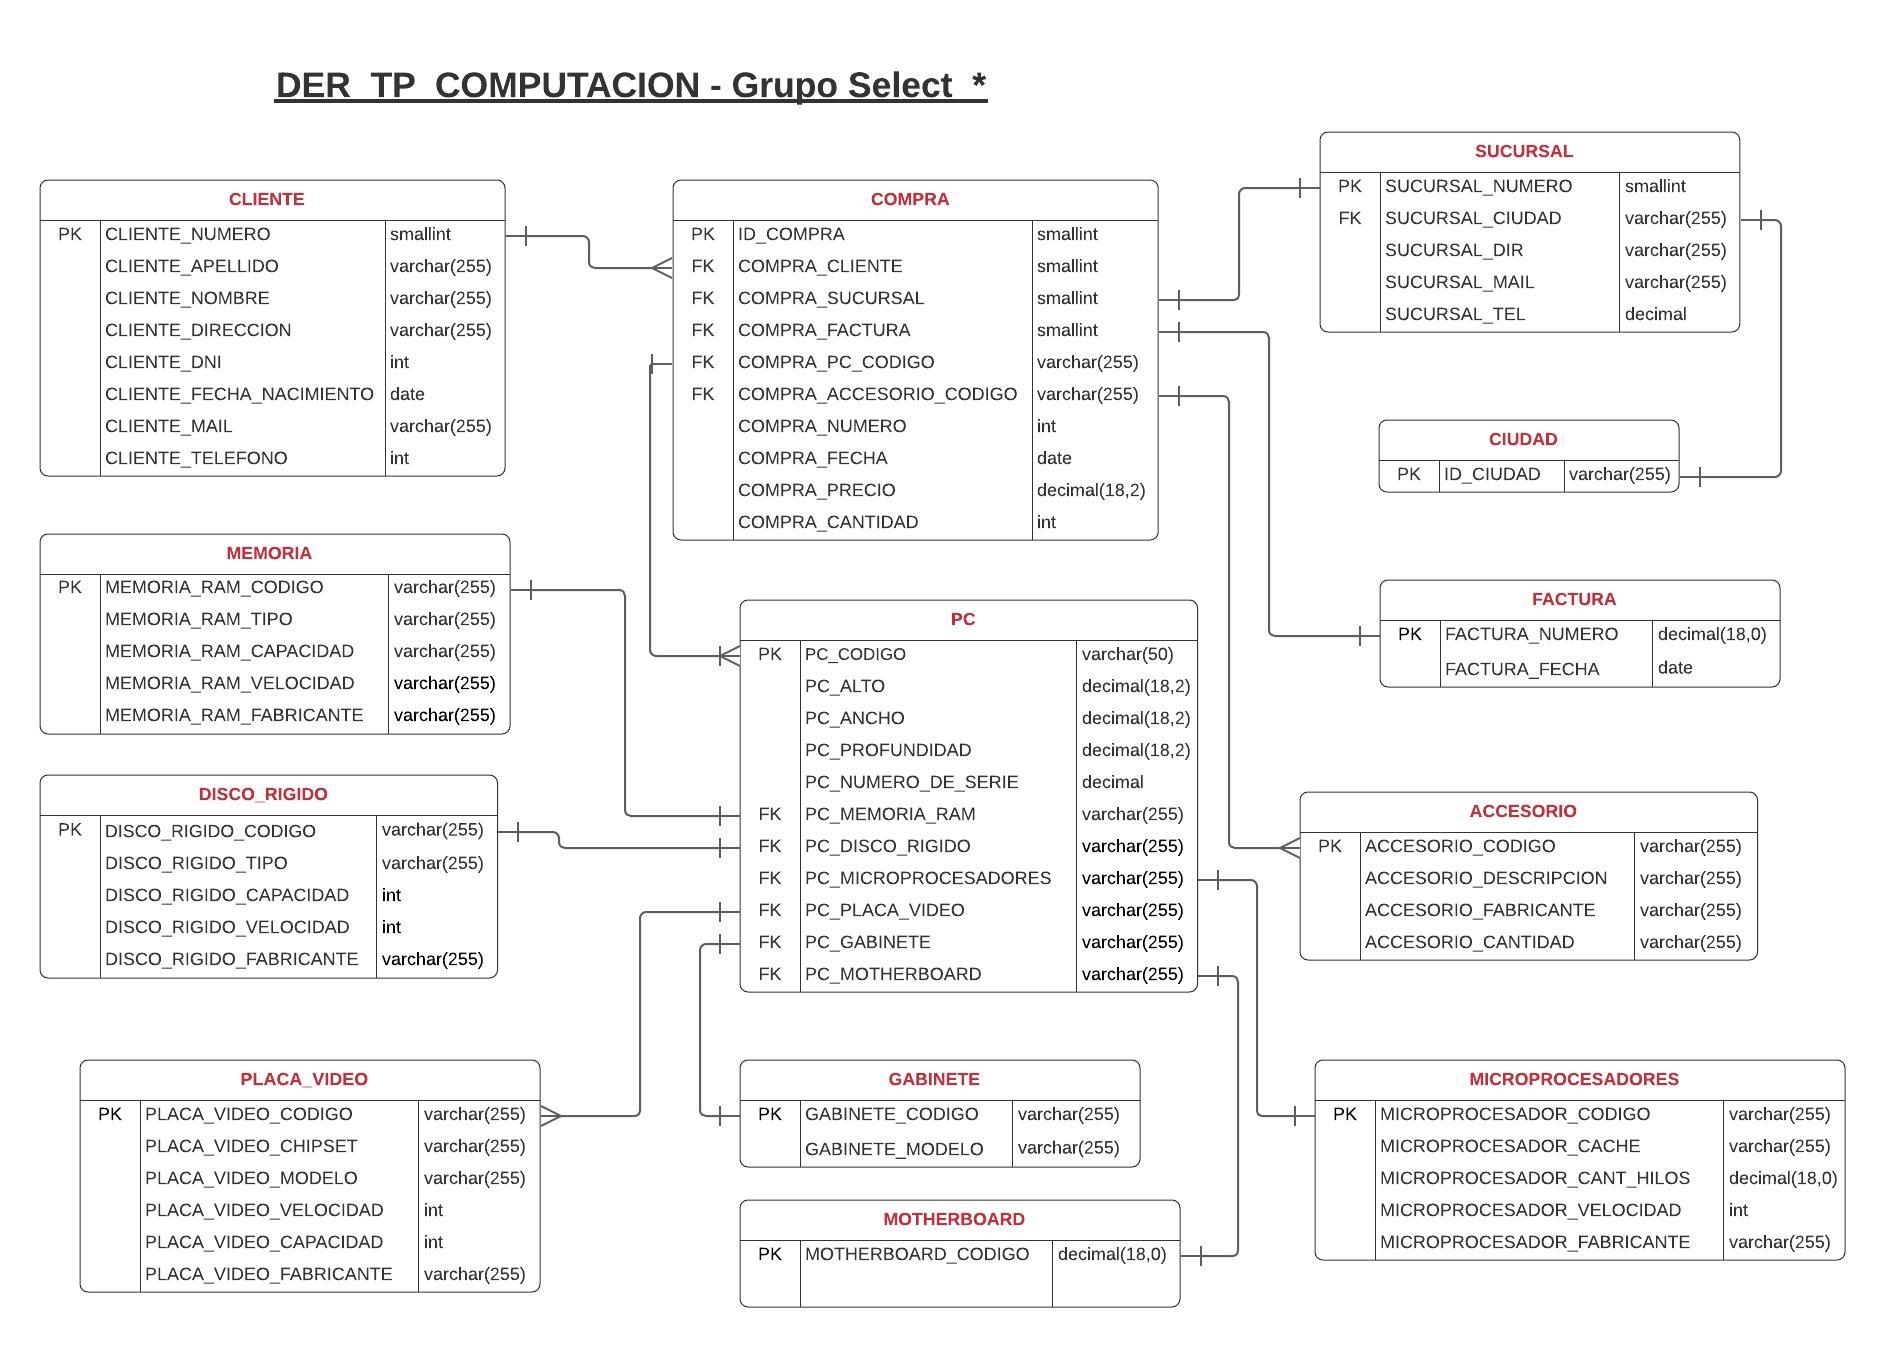 DER TP COMPUTACION - Grupo Select *
CLIENTE
PK CLIENTE_NUMERO smallint
CLIENTE_APELLIDO varchar(255)
CLIENTE_NOMBRE varchar(255)
CLIENTE_DIRECCION varchar(255)
CLIENTE_DNI int
CLIENTE_FECHA_NACIMIENTO date
CLIENTE_MAIL varchar(255)
CLIENTE_TELEFONO int
COMPRA
PK ID_COMPRA smallint
FK COMPRA_CLIENTE smallint
FK COMPRA_SUCURSAL smallint
FK COMPRA_FACTURA smallint
FK COMPRA_PC_CODIGO varchar(255)
FK COMPRA_ACCESORIO_CODIGO varchar(255)
COMPRA_NUMERO int
COMPRA_FECHA date
COMPRA_PRECIO decimal(18,2)
COMPRA_CANTIDAD int
SUCURSAL
PK SUCURSAL_NUMERO smallint
FK SUCURSAL_CIUDAD varchar(255)
SUCURSAL_DIR varchar(255)
SUCURSAL_MAIL varchar(255)
SUCURSAL_TEL decimal
CIUDAD
PK ID_CIUDAD varchar(255)
MEMORIA
PK MEMORIA_RAM_CODIGO varchar(255)
MEMORIA_RAM_TIPO varchar(255)
MEMORIA_RAM_CAPACIDAD varchar(255)
MEMORIA_RAM_VELOCIDAD varchar(255)
MEMORIA_RAM_FABRICANTE varchar(255)
PC
PK PC_CODIGO varchar(50)
PC_ALTO decimal(18,2)
PC_ANCHO decimal(18,2)
PC_PROFUNDIDAD decimal(18,2)
PC_NUMERO_DE_SERIE decimal
FK PC_MEMORIA_RAM varchar(255)
FK PC_DISCO_RIGIDO varchar(255)
FK PC_MICROPROCESADORES varchar(255)
FK PC_PLACA_VIDEO varchar(255)
FK PC_GABINETE varchar(255)
FK PC_MOTHERBOARD varchar(255)
FACTURA
PK FACTURA_NUMERO decimal(18,0)
FACTURA_FECHA date
DISCO_RIGIDO
PK DISCO_RIGIDO_CODIGO varchar(255)
DISCO_RIGIDO_TIPO varchar(255)
DISCO_RIGIDO_CAPACIDAD int
DISCO_RIGIDO_VELOCIDAD int
DISCO_RIGIDO_FABRICANTE varchar(255)
ACCESORIO
PK ACCESORIO_CODIGO varchar(255)
ACCESORIO_DESCRIPCION varchar(255)
ACCESORIO_FABRICANTE varchar(255)
ACCESORIO_CANTIDAD varchar(255)
PLACA_VIDEO
PK PLACA_VIDEO_CODIGO varchar(255)
PLACA_VIDEO_CHIPSET varchar(255)
PLACA_VIDEO_MODELO varchar(255)
PLACA_VIDEO_VELOCIDAD int
PLACA_VIDEO_CAPACIDAD int
PLACA_VIDEO_FABRICANTE varchar(255)
GABINETE
PK GABINETE_CODIGO varchar(255)
GABINETE_MODELO varchar(255)
MOTHERBOARD
PK MOTHERBOARD_CODIGO decimal(18,0)
MICROPROCESADORES
PK MICROPROCESADOR_CODIGO varchar(255)
MICROPROCESADOR_CACHE varchar(255)
MICROPROCESADOR_CANT_HILOS decimal(18,0)
MICROPROCESADOR_VELOCIDAD int
MICROPROCESADOR_FABRICANTE varchar(255)